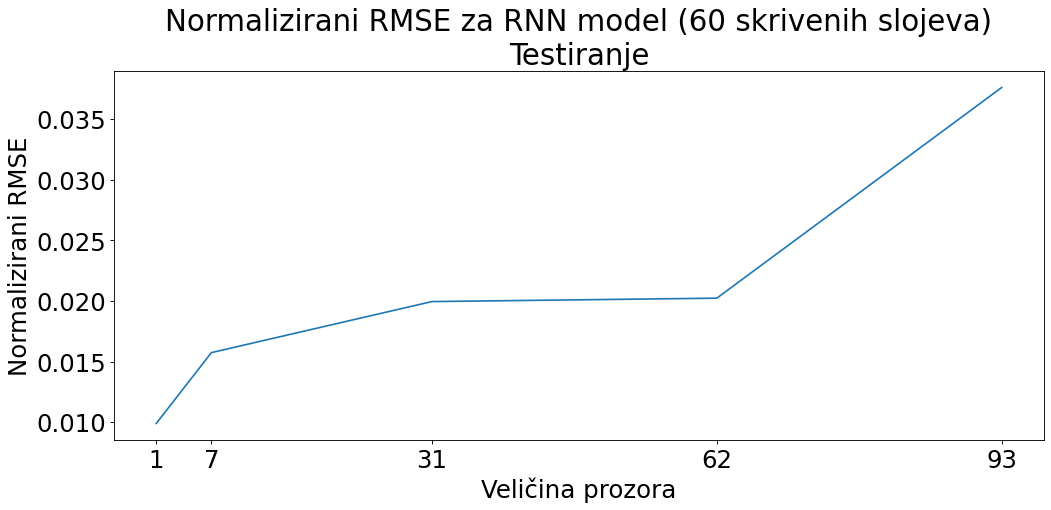 Normalizirani RMSE za RNN model (60 skrivenih slojeva)
Testiranje
Normalizirani RMSE
0.035
0.030
0.025
0.020
0.015
0.010
1 7 31 62 93
Veličina prozora